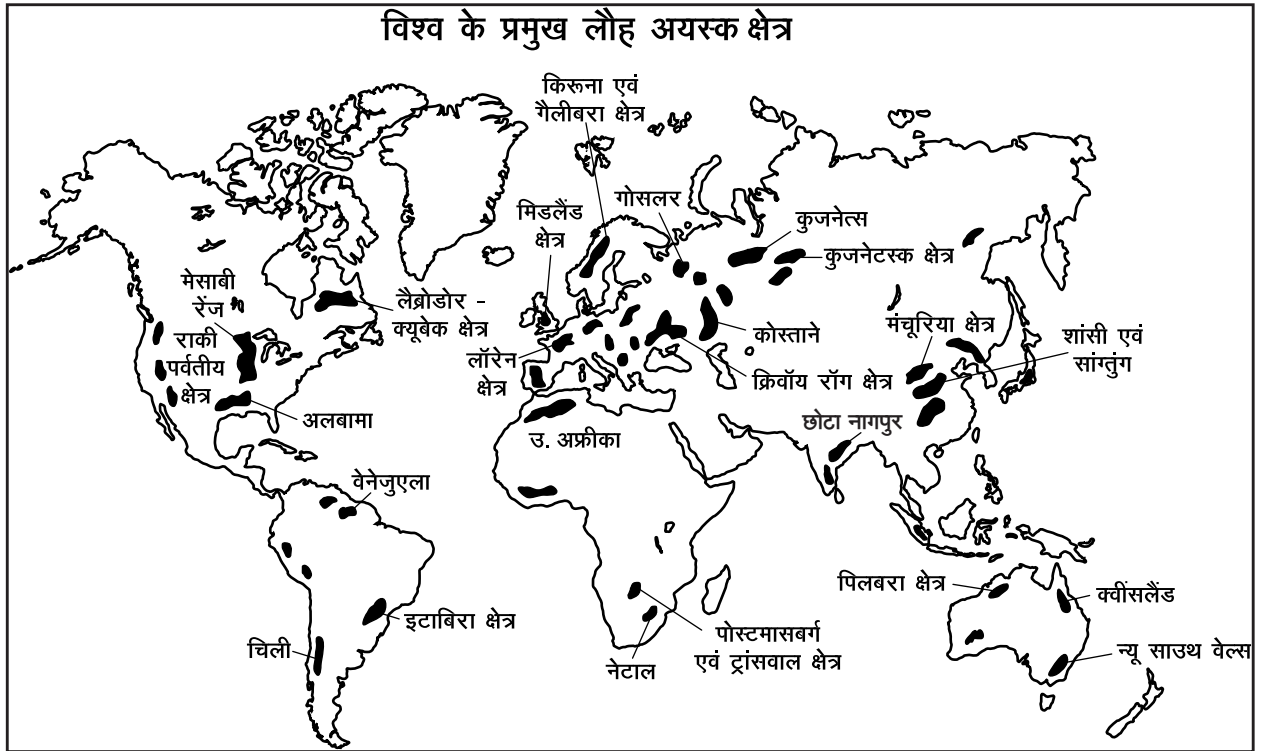 विश्व के प्रमुख लौह अयस्क क्षेत्र
किरूना एवं
गैलीबरा क्षेत्र
मिडलैंड
क्षेत्र
गोसलर
कुजनेत्स
कुजनेटस्क क्षेत्र
मेसाबी
रेंज
लैब्रोडोर -
क्यूबेक क्षेत्र
राकी
पर्वतीय
क्षेत्र
लॉरेन
क्षेत्र
कोस्ताने
मंचूरिया क्षेत्र
शांसी एवं
सांग्तुंग
क्रिवॉय रॉग क्षेत्र
अलबामा
उ. अफ्रीका
छोटा नागपुर
वेनेजुएला
पिलबरा क्षेत्र
क्वींसलैंड
इटाबिरा क्षेत्र
चिली
पोस्टमासबर्ग
एवं ट्रांसवाल क्षेत्र
नेटाल
न्यू साउथ वेल्स